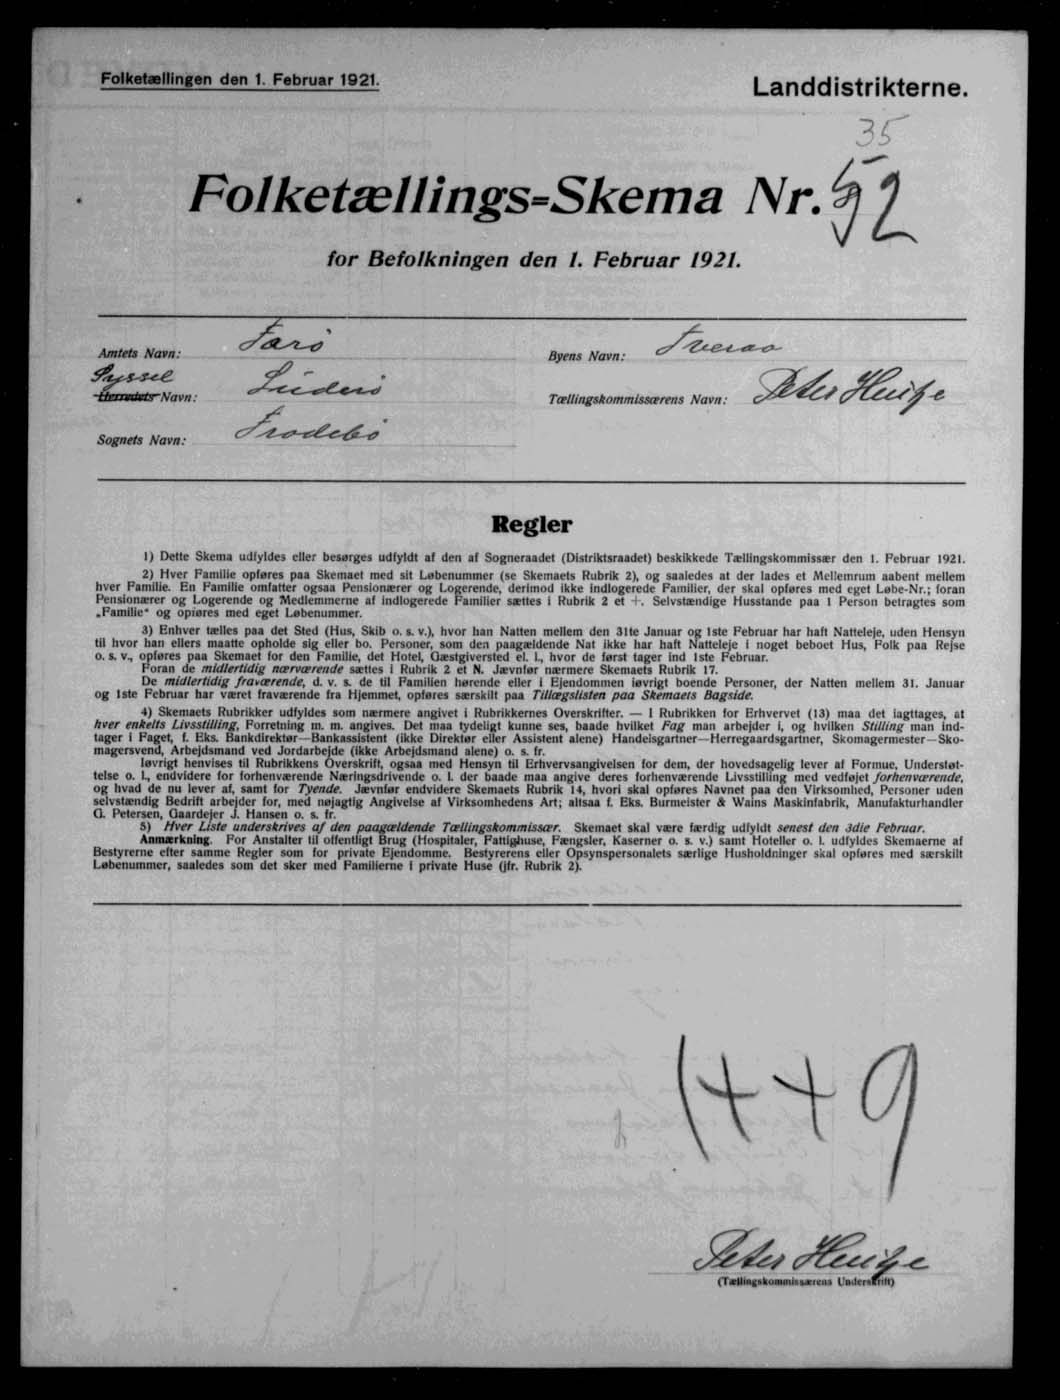 Folketællingen den 1. Februar 1921.
Landdistrikterne.
35
Folketællings=Skema Nr. 52
for Befolkningen den 1. Februar 1921.
Amtets Navn: Færö
Byens Navn: Tveraa
Syssel
Herredets Navn: Suderö
Tællingskommissærens Navn: Peter Hentze
Sognets Navn: Frodebö
Regler
1) Dette Skema udfyldes eller besørges udfyldt af den af Sogneraadet (Distriktsraadet) beskikkede Tællingskommissær den 1. Februar 1921.
2) Hver Familie opføres paa Skemaet med sit Løbenummer (se Skemaets Rubrik 2), og saaledes at der lades et Mellemrum aabent mellem
hver Familie. En Familie omfatter ogsaa Pensionærer og Logerende, derimod ikke indlogerede Familier, der skal opføres med eget Løbe-Nr.; foran
Pensionærer og Logerende og Medlemmerne af indlogerede Familier sættes i Rubrik 2 et +. Selvstændige Husstande paa 1 Person betragtes som
„Familie“ og opføres med eget Løbenummer.
3) Enhver tælles paa det Sted (Hus, Skib o. s. v.), hvor han Natten mellem den 31te Januar og 1ste Februar har haft Natteleje, uden Hensyn
til hvor han ellers maatte opholde sig eller bo. Personer, som den paagældende Nat ikke har haft Natteleje i noget beboet Hus, Folk paa Rejse
o. s. v., opføres paa Skemaet for den Familie, det Hotel, Gæstgiversted el. l., hvor de først tager ind 1ste Februar.
Foran de midlertidig nærværende sættes i Rubrik 2 et N. Jævnfør nærmere Skemaets Rubrik 17.
De midlertidig fraværende, d. v. s. de til Familien hørende eller i Ejendommen iøvrigt boende Personer, der Natten mellem 31. Januar
og 1ste Februar har været fraværende fra Hjemmet, opføres særskilt paa Tillægslisten paa Skemaets Bagside.
4) Skemaets Rubrikker udfyldes som nærmere angivet i Rubrikkernes Overskrifter. — I Rubrikken for Erhvervet (13) maa det iagttages, at
hver enkelts Livsstilling, Forretning m. m. angives. Det maa tydeligt kunne ses, baade hvilket Fag man arbejder i, og hvilken Stilling man ind-
tager i Faget, f. Eks. Bankdirektør—Bankassistent (ikke Direktør eller Assistent alene) Handelsgartner—Herregaardsgartner, Skomagermester—Sko-
magersvend, Arbejdsmand ved Jordarbejde (ikke Arbejdsmand alene) o. s. fr.
Iøvrigt henvises til Rubrikkens Overskrift, ogsaa med Hensyn til Erhvervsangivelsen for dem, der hovedsagelig lever af Formue, Understøt-
telse o. l., endvidere for forhenværende Næringsdrivende o. l. der baade maa angive deres forhenværende Livsstilling med vedføjet forhenværende,
og hvad de nu lever af, samt for Tyende. Jævnfør endvidere Skemaets Rubrik 14, hvori skal opføres Navnet paa den Virksomhed, Personer uden
selvstændig Bedrift arbejder for, med nøjagtig Angivelse af Virksomhedens Art; altsaa f. Eks. Burmeister & Wains Maskinfabrik, Manufakturhandler
G. Petersen, Gaardejer J. Hansen o. s. fr.
5) Hver Liste underskrives af den paagældende Tællingskommissær. Skemaet skal være færdig udfyldt senest den 3die Februar.
Anmærkning. For Anstalter til offentligt Brug (Hospitaler, Fattighuse, Fængsler, Kaserner o. s. v.) samt Hoteller o. l. udfyldes Skemaerne af
Bestyrerne efter samme Regler som for private Ejendomme. Bestyrerens eller Opsynspersonalets særlige Husholdninger skal opføres med særskilt
Løbenummer, saaledes som det sker med Familierne i private Huse (jfr. Rubrik 2).
1449
Peter Hentze
(Tællingskommissærens Underskrift)